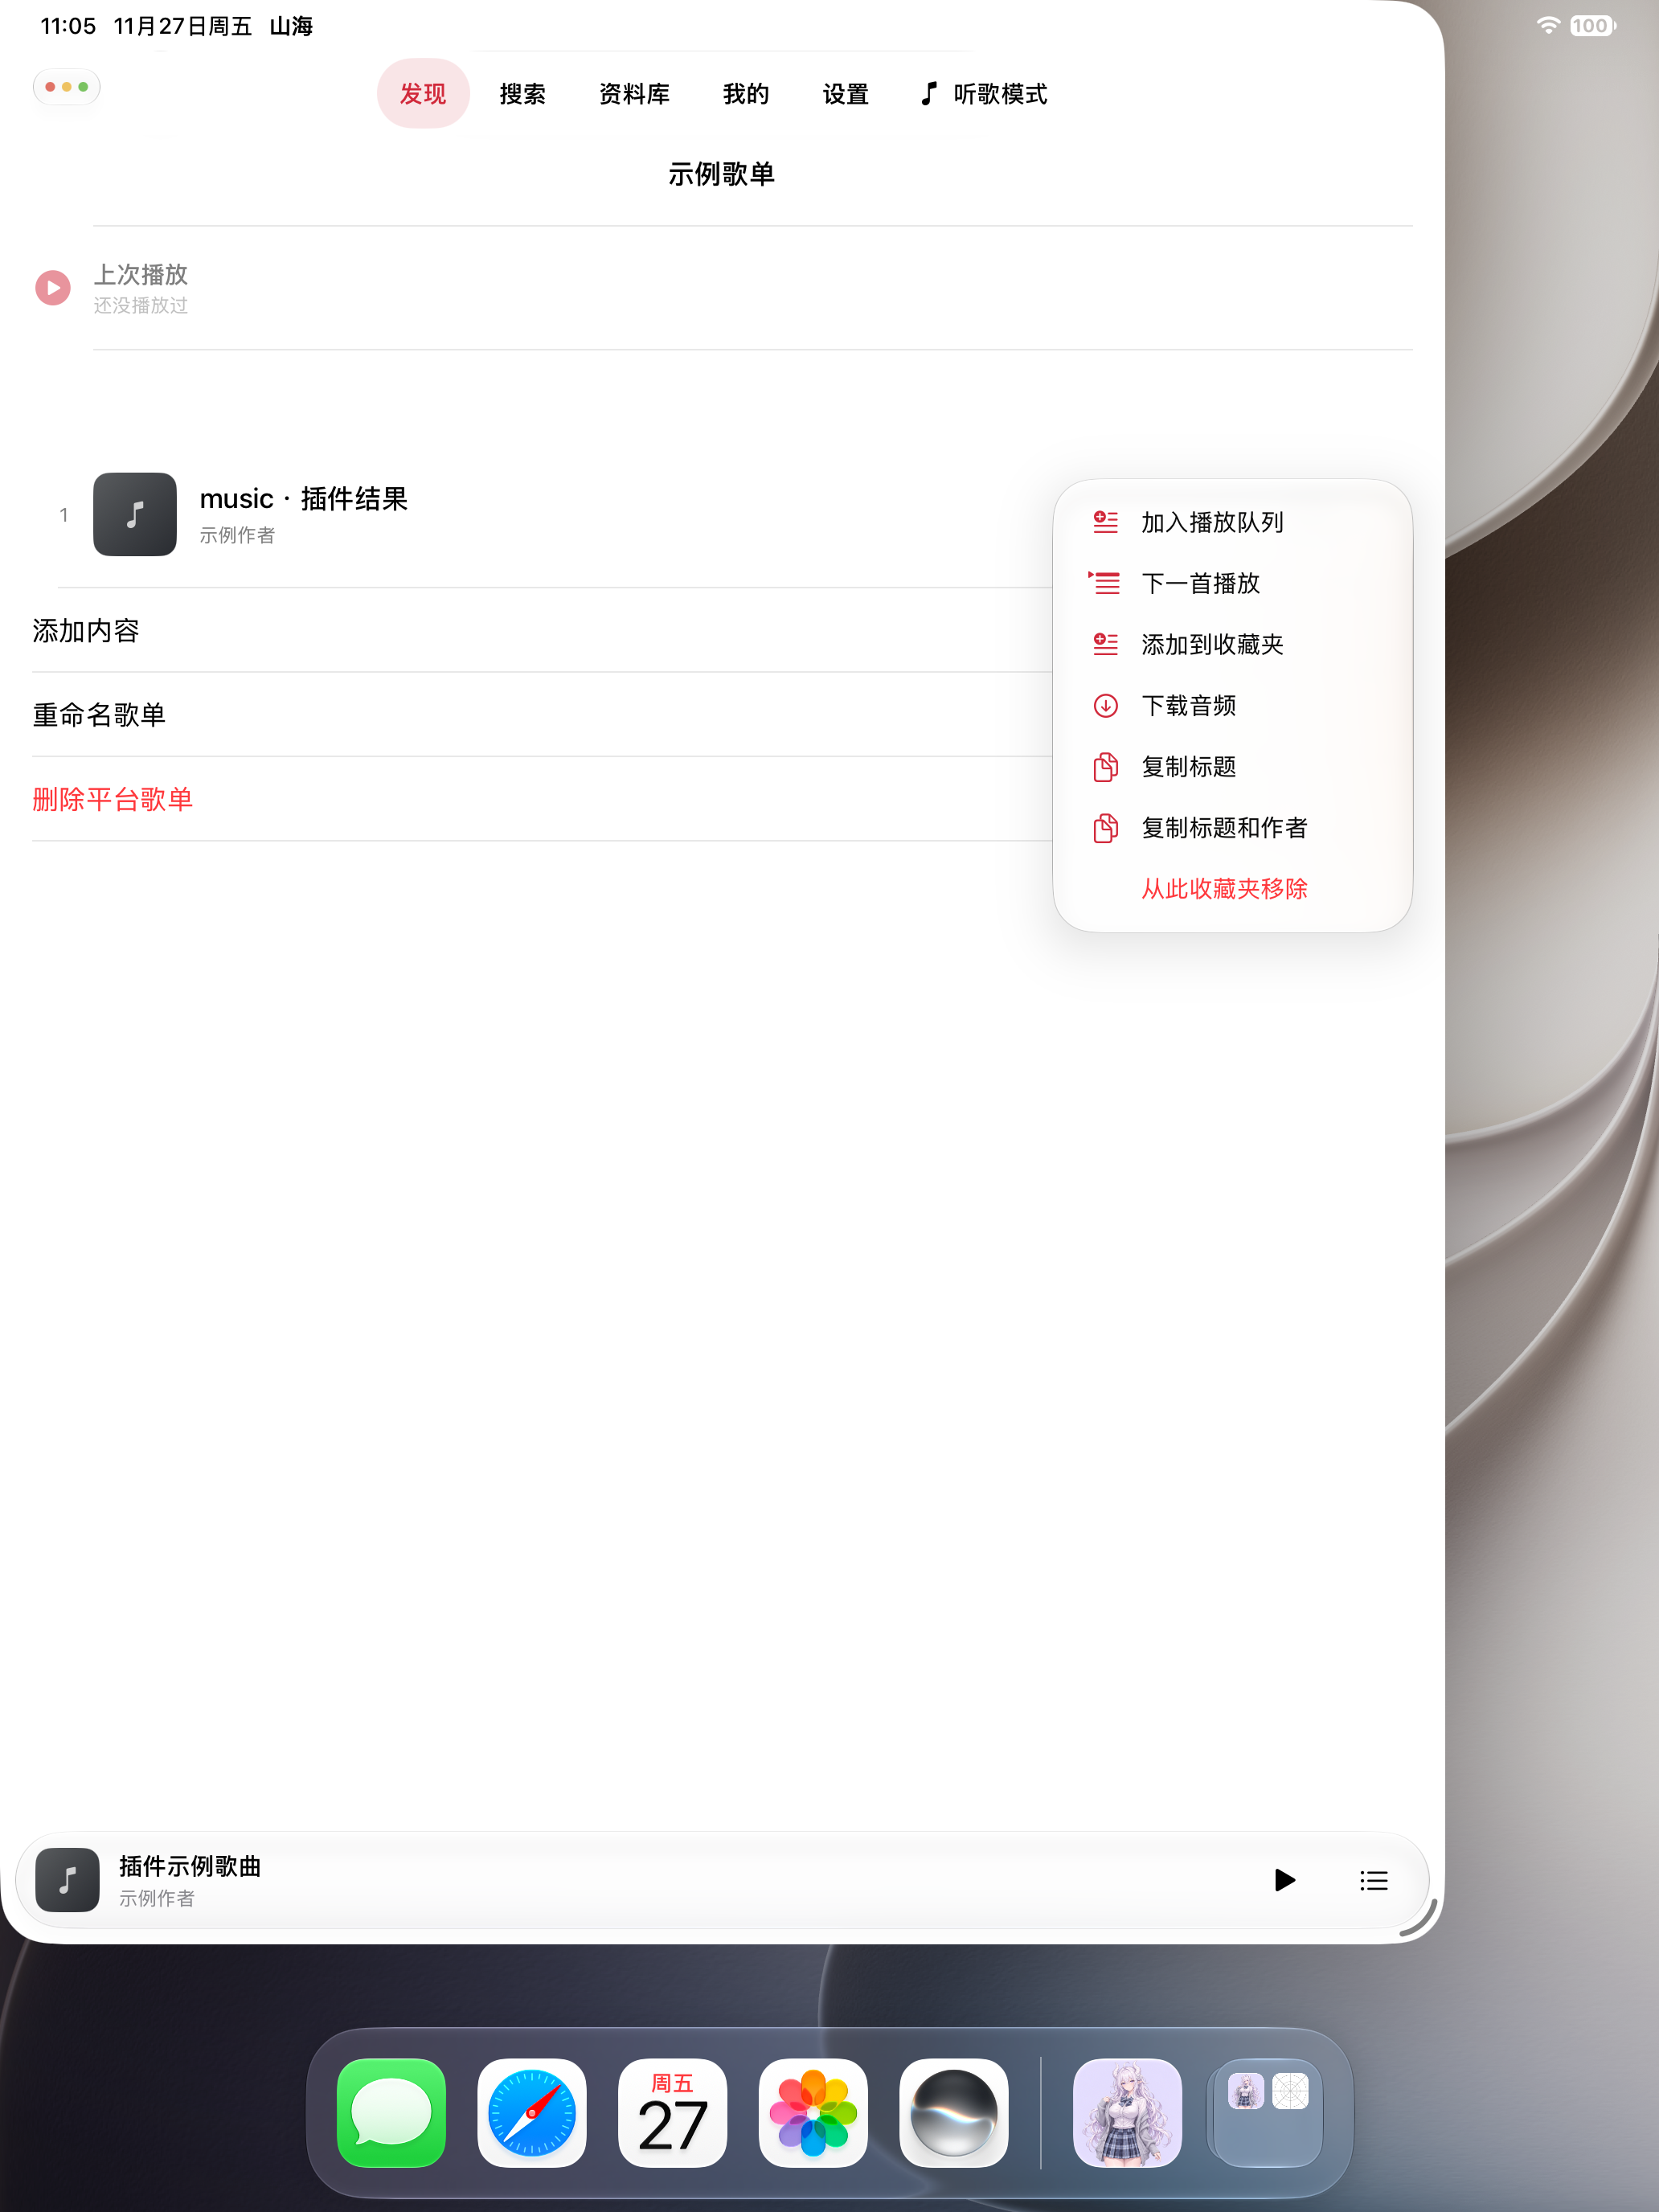 11:05 11月27日周五 山海
100
发现 搜索 资料库 我的 设置 听歌模式
示例歌单
上次播放
还没播放过
1
music · 插件结果
示例作者
添加内容
重命名歌单
删除平台歌单
加入播放队列
下一首播放
添加到收藏夹
下载音频
复制标题
复制标题和作者
从此收藏夹移除
插件示例歌曲
示例作者
周五
27